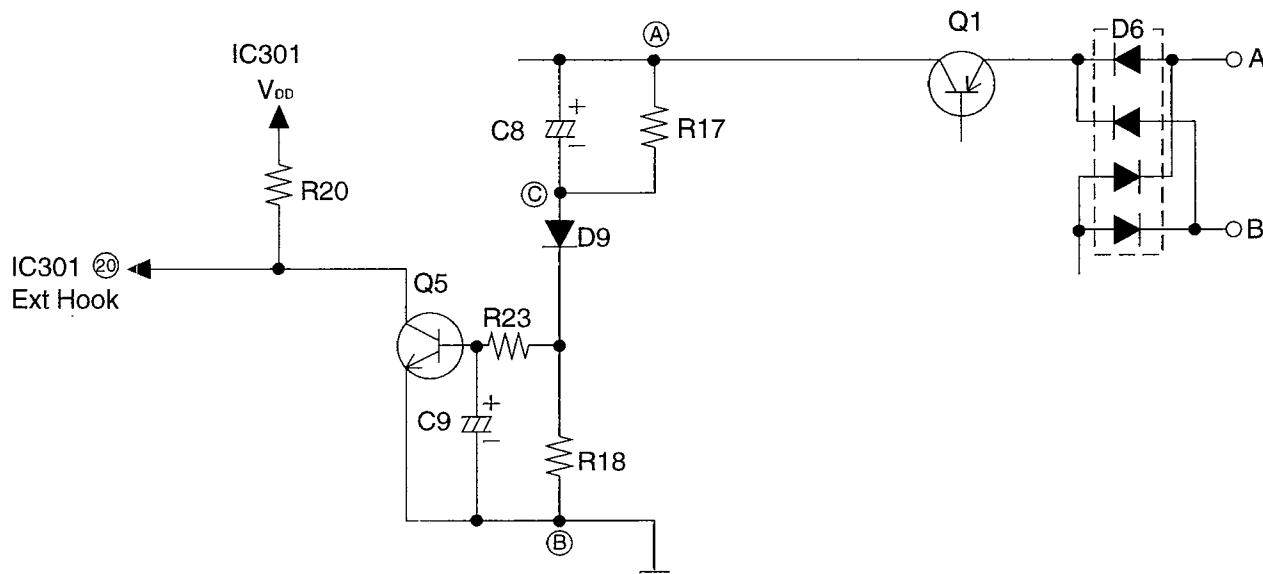 Q1
D6
A
IC301
VDD
A
C8
+
−
R17
R20
C
D9
B
IC301 20
Ext Hook
Q5
R23
C9
+
−
R18
B